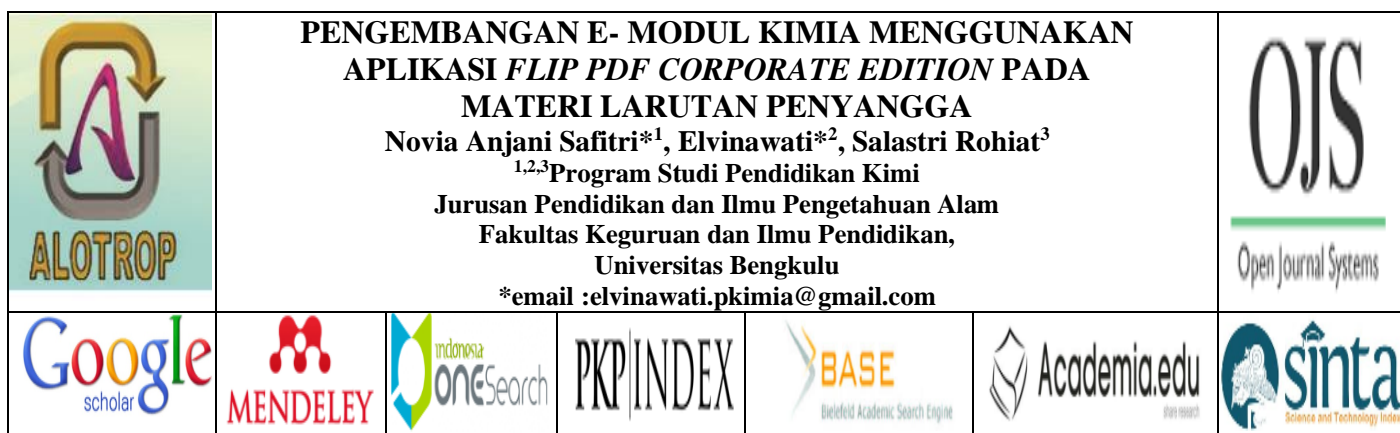 PENGEMBANGAN E- MODUL KIMIA MENGGUNAKAN
APLIKASI FLIP PDF CORPORATE EDITION PADA
MATERI LARUTAN PENYANGGA
Novia Anjani Safitri*1, Elvinawati*2, Salastri Rohiat3
1,2,3Program Studi Pendidikan Kimi
Jurusan Pendidikan dan Ilmu Pengetahuan Alam
Fakultas Keguruan dan Ilmu Pendidikan,
Universitas Bengkulu
*email :elvinawati.pkimia@gmail.com
ALOTROP
OJS
Open Journal Systems
Google
scholar
MENDELEY
indonesia
OneSearch
PKP|INDEX
BASE
Bielefeld Academic Search Engine
Academia.edu
share research
sinta
Science and Technology Index